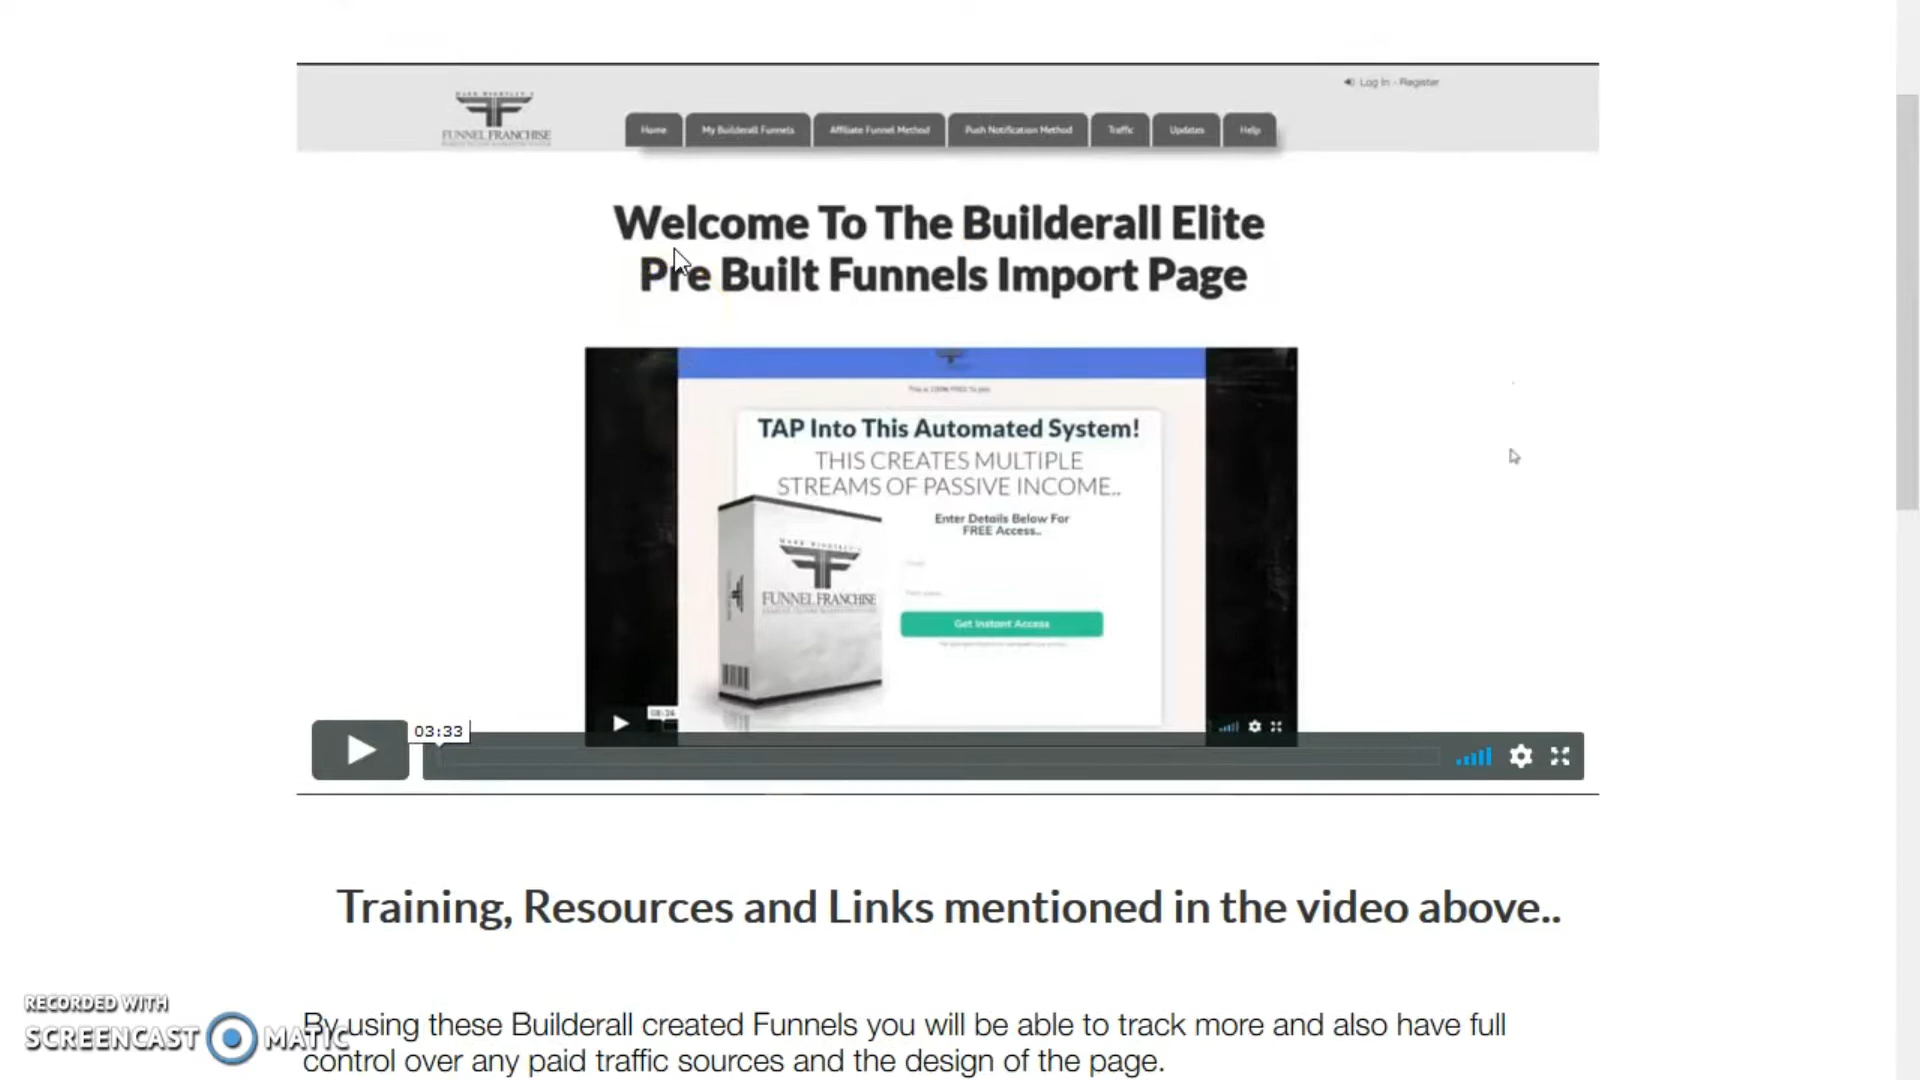 Log In - Register
FUNNEL FRANCHISE
Home
My Builderall Funnels
Affiliate Funnel Method
Push Notification Method
Traffic
Updates
Help
Welcome To The Builderall Elite
Pre Built Funnels Import Page
TAP Into This Automated System!
THIS CREATES MULTIPLE
STREAMS OF PASSIVE INCOME..
Enter Details Below For
FREE Access..
FUNNEL FRANCHISE
Get Instant Access
03:33
Training, Resources and Links mentioned in the video above..
By using these Builderall created Funnels you will be able to track more and also have full
control over any paid traffic sources and the design of the page.
RECORDED WITH
SCREENCAST MATIC